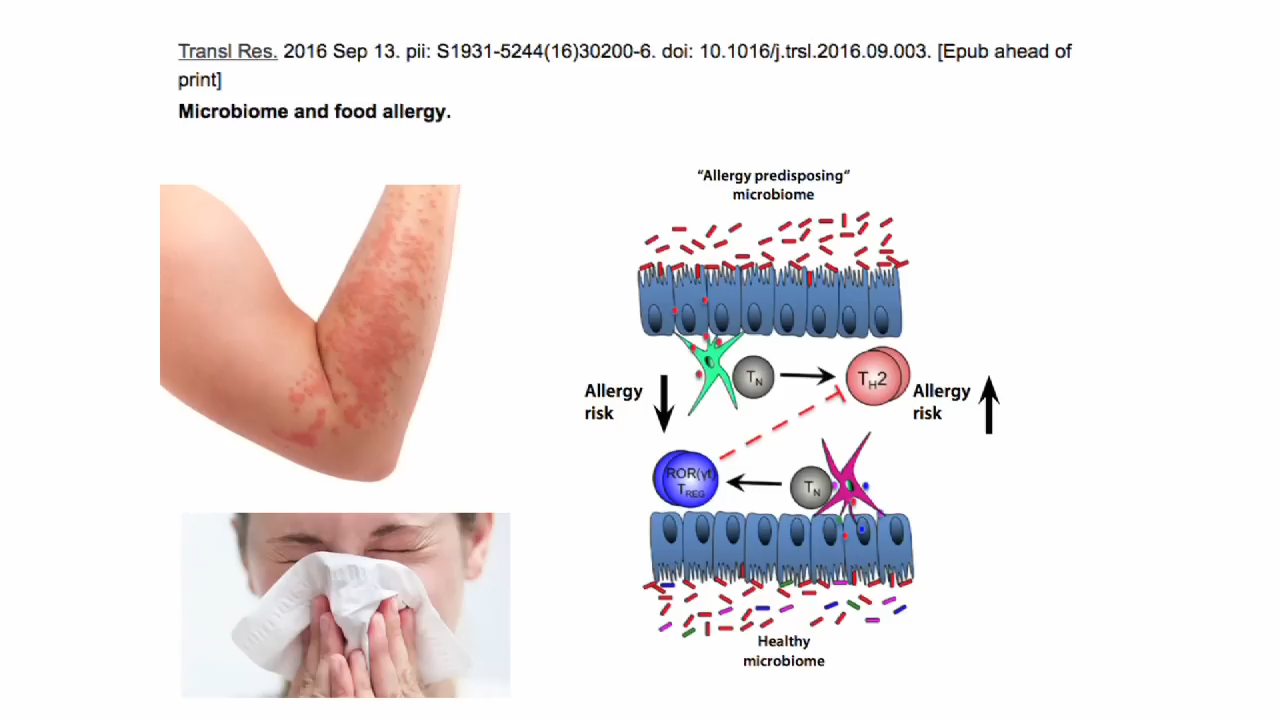 Transl Res. 2016 Sep 13. pii: S1931-5244(16)30200-6. doi: 10.1016/j.trsl.2016.09.003. [Epub ahead of
print]
Microbiome and food allergy.
“Allergy predisposing“
microbiome
TN
TH2
Allergy
risk
Allergy
risk
ROR(γt)
TREG
TN
Healthy
microbiome